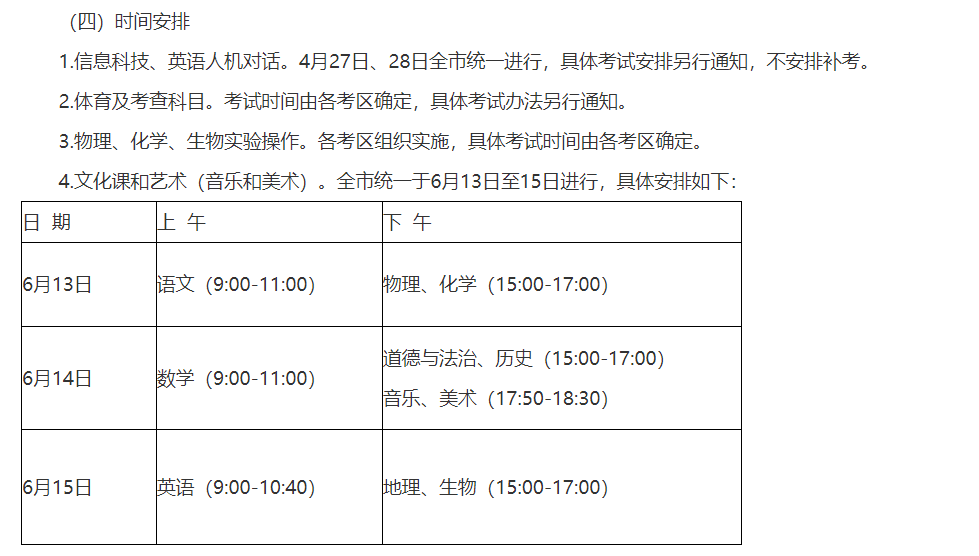 （四）时间安排
1.信息科技、英语人机对话。4月27日、28日全市统一进行，具体考试安排另行通知，不安排补考。
2.体育及考查科目。考试时间由各考区确定，具体考试办法另行通知。
3.物理、化学、生物实验操作。各考区组织实施，具体考试时间由各考区确定。
4.文化课和艺术（音乐和美术）。全市统一于6月13日至15日进行，具体安排如下：
日 期 上 午 下 午
6月13日 语文（9:00-11:00） 物理、化学（15:00-17:00）
6月14日 数学（9:00-11:00） 道德与法治、历史（15:00-17:00）
音乐、美术（17:50-18:30）
6月15日 英语（9:00-10:40） 地理、生物（15:00-17:00）